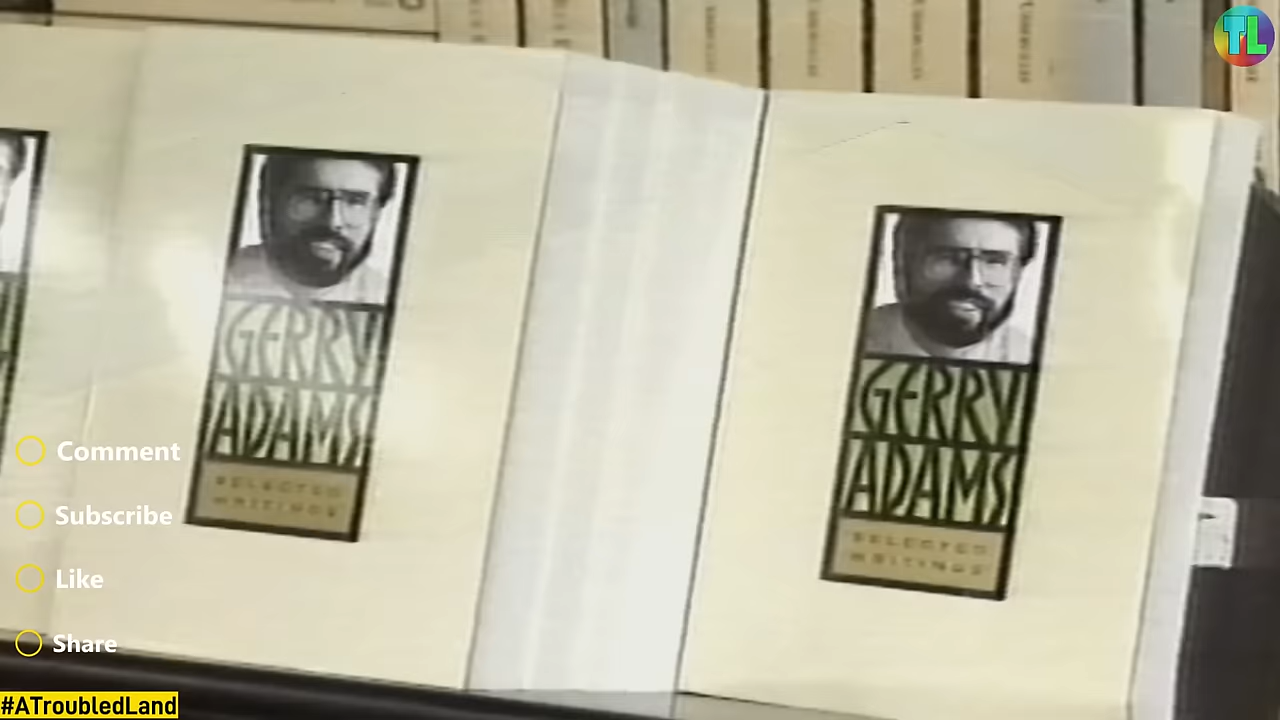 TL
GERRY
ADAMS
SELECTED
WRITINGS
GERRY
ADAMS
SELECTED
WRITINGS
Comment
Subscribe
Like
Share
#ATroubledLand